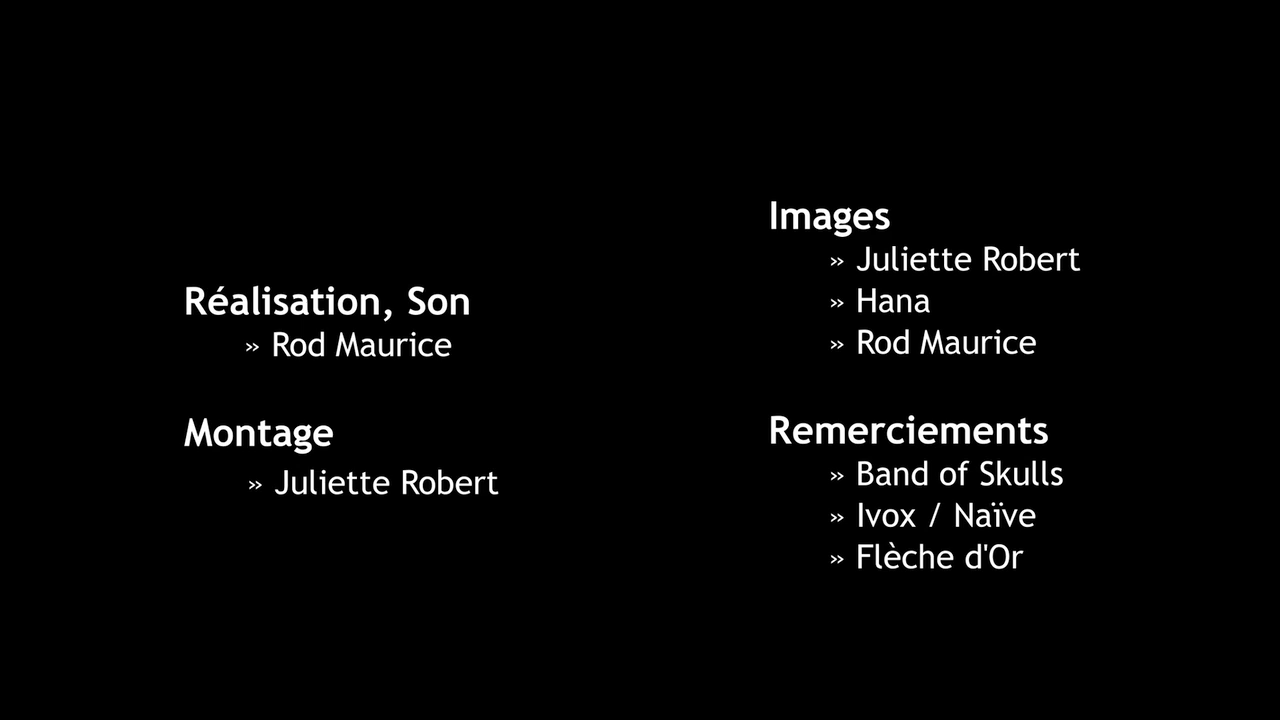 Réalisation, Son
» Rod Maurice
Montage
» Juliette Robert
Images
» Juliette Robert
» Hana
» Rod Maurice
Remerciements
» Band of Skulls
» Ivox / Naïve
» Flèche d'Or